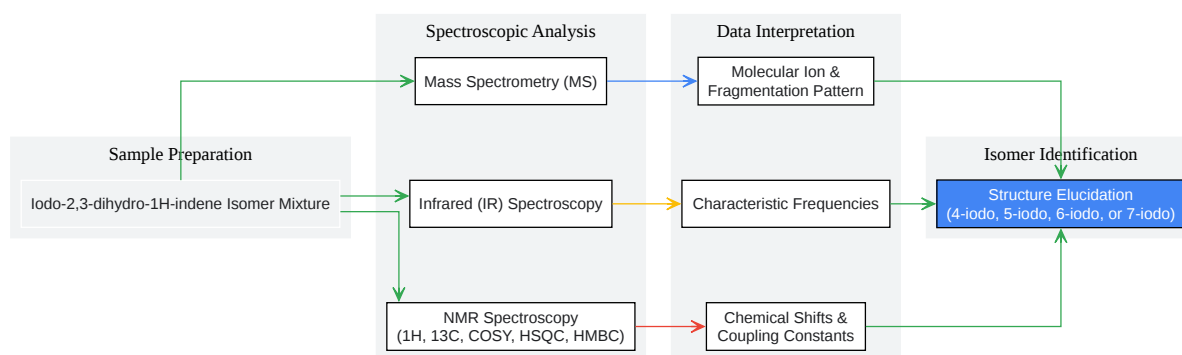 Spectroscopic Analysis
Data Interpretation
Mass Spectrometry (MS)
Molecular Ion &
Fragmentation Pattern
Sample Preparation
Isomer Identification
Iodo-2,3-dihydro-1H-indene Isomer Mixture
Infrared (IR) Spectroscopy
Characteristic Frequencies
Structure Elucidation
(4-iodo, 5-iodo, 6-iodo, or 7-iodo)
NMR Spectroscopy
(1H, 13C, COSY, HSQC, HMBC)
Chemical Shifts &
Coupling Constants